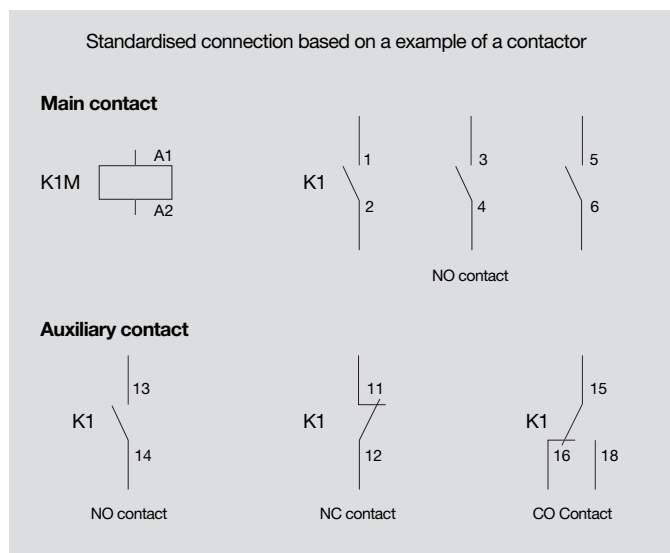 Standardised connection based on a example of a contactor
Main contact
K1M
A1
A2
K1
1
2
3
4
5
6
NO contact
Auxiliary contact
K1
13
14
NO contact
K1
11
12
NC contact
K1
15
16
18
CO Contact